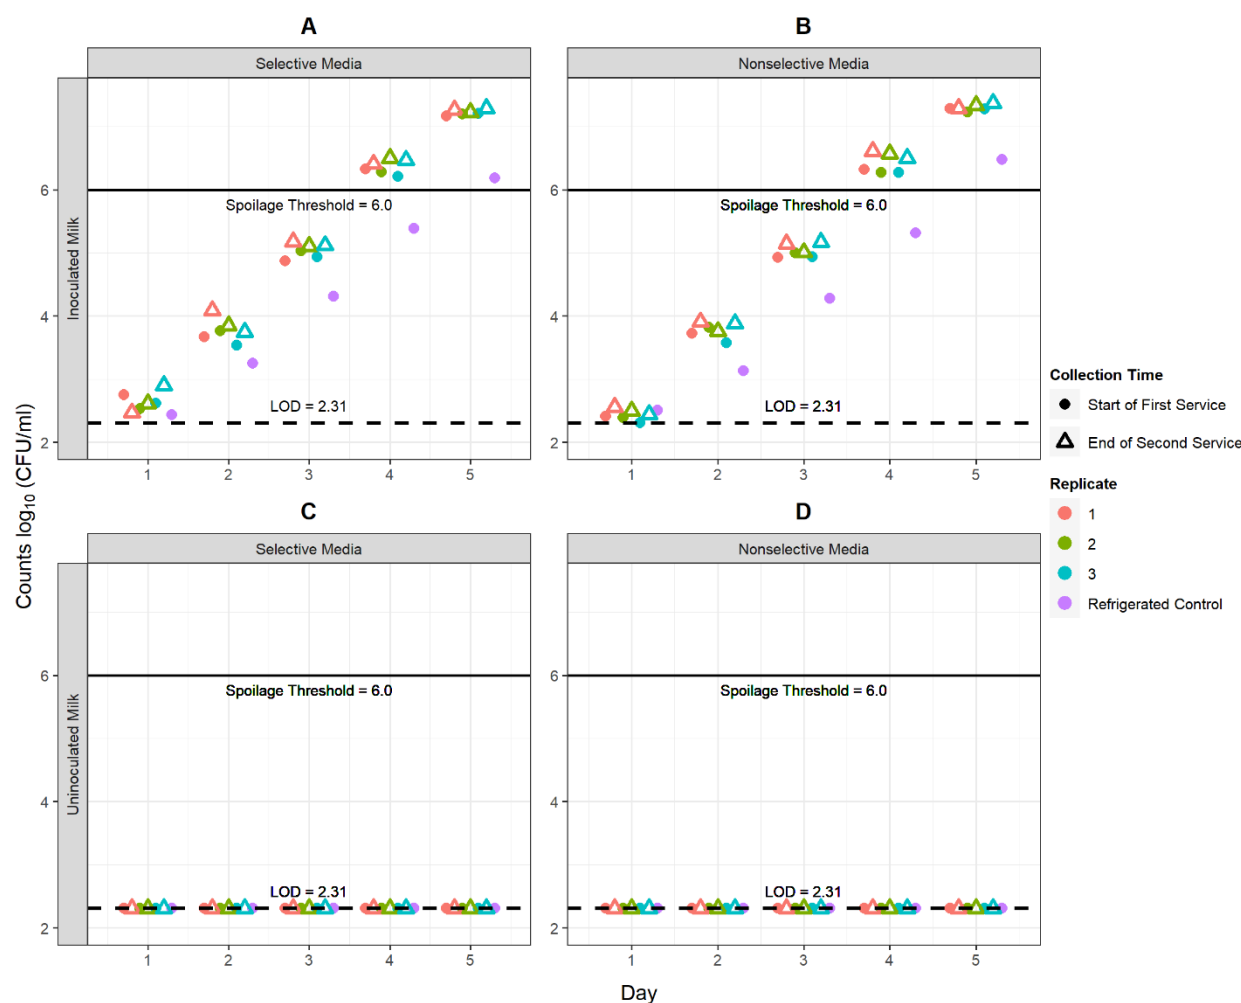 A
B
Selective Media
Nonselective Media
Inoculated Milk
6
4
2
Spoilage Threshold = 6.0
LOD = 2.31
1 2 3 4 5
Spoilage Threshold = 6.0
LOD = 2.31
1 2 3 4 5
C
D
Selective Media
Nonselective Media
Uninoculated Milk
6
4
2
Spoilage Threshold = 6.0
LOD = 2.31
1 2 3 4 5
Spoilage Threshold = 6.0
LOD = 2.31
1 2 3 4 5
Counts log₁₀ (CFU/ml)
Day
Collection Time
Start of First Service
End of Second Service
Replicate
1
2
3
Refrigerated Control